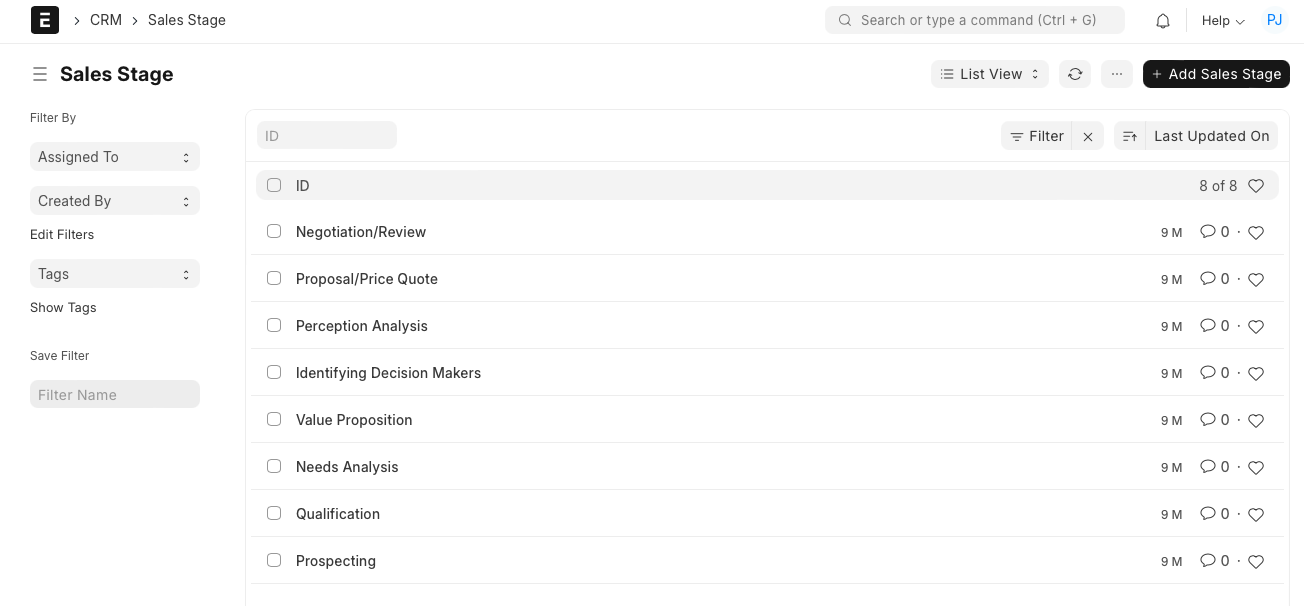 E CRM Sales Stage Search or type a command (Ctrl + G) Help PJ
Sales Stage List View ··· + Add Sales Stage
Filter By
Assigned To
Created By
Edit Filters
Tags
Show Tags
Save Filter
Filter Name
ID Filter Last Updated On
ID 8 of 8
Negotiation/Review 9 M 0 ·
Proposal/Price Quote 9 M 0 ·
Perception Analysis 9 M 0 ·
Identifying Decision Makers 9 M 0 ·
Value Proposition 9 M 0 ·
Needs Analysis 9 M 0 ·
Qualification 9 M 0 ·
Prospecting 9 M 0 ·